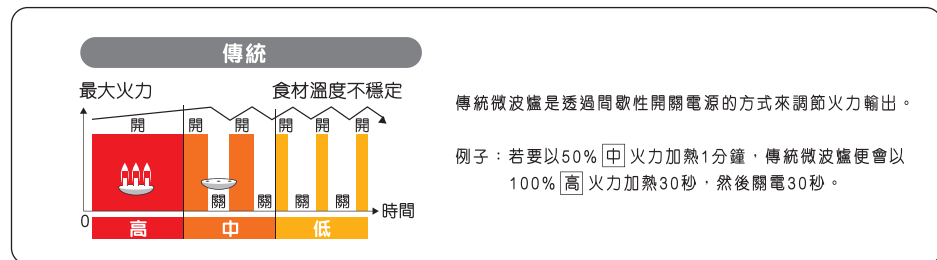 傳統
最大火力
食材溫度不穩定
開 開 開 開 開 開
關 關 關 關
0
時間
高 中 低
傳統微波爐是透過間歇性開關電源的方式來調節火力輸出。
例子：若要以50% 中 火力加熱1分鐘，傳統微波爐便會以
100% 高 火力加熱30秒，然後關電30秒。